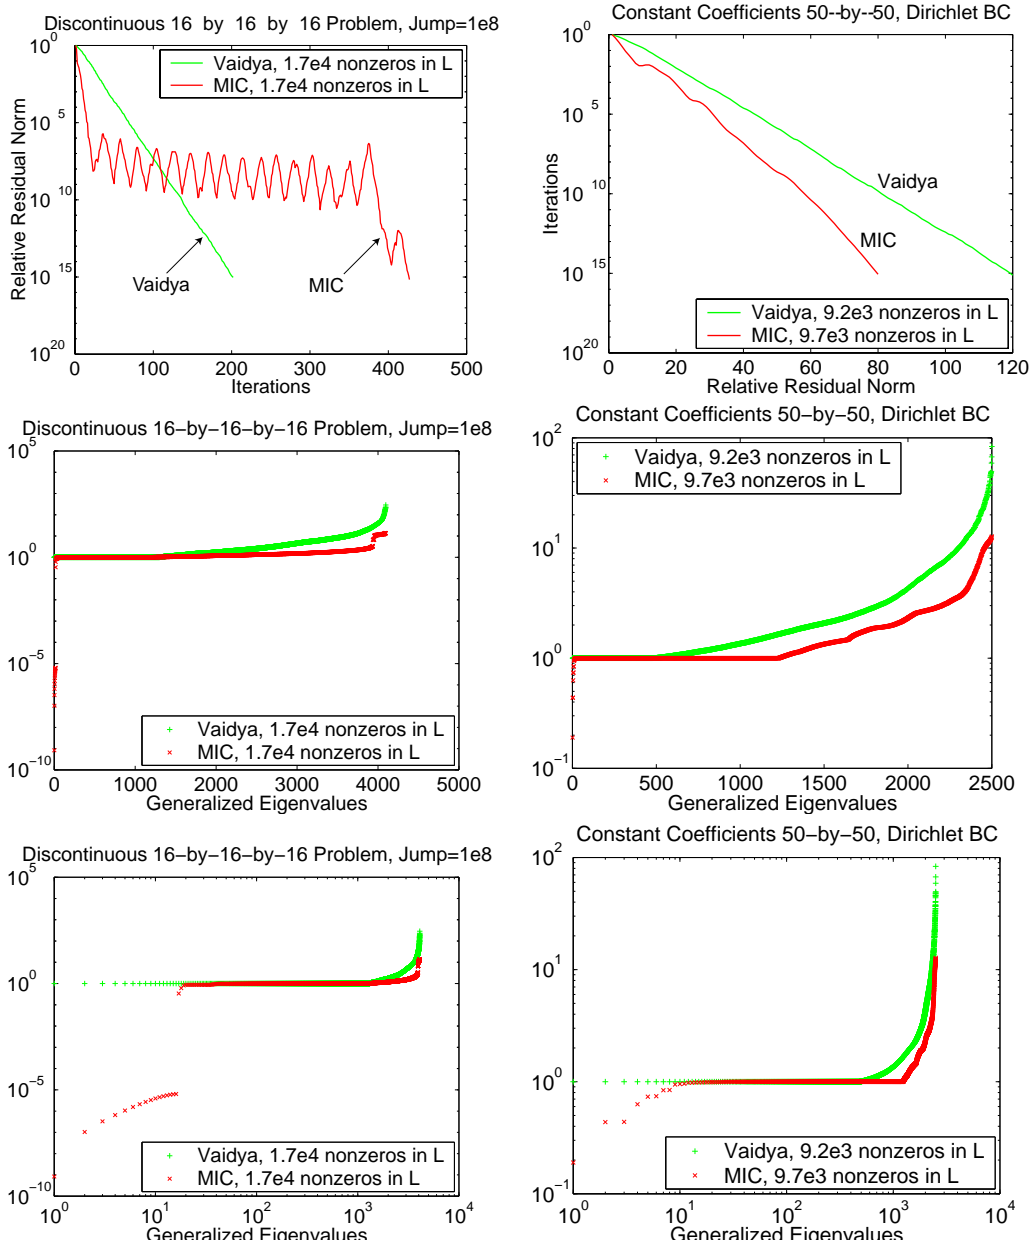 Discontinuous 16 by 16 by 16 Problem, Jump=1e8
10^0
10^5
10^10
10^15
10^20
Relative Residual Norm
Vaidya, 1.7e4 nonzeros in L
MIC, 1.7e4 nonzeros in L
Vaidya
MIC
0 100 200 300 400 500
Iterations
Constant Coefficients 50--by--50, Dirichlet BC
10^0
10^5
10^10
10^15
10^20
Iterations
Vaidya
MIC
Vaidya, 9.2e3 nonzeros in L
MIC, 9.7e3 nonzeros in L
0 20 40 60 80 100 120
Relative Residual Norm
Discontinuous 16−by−16−by−16 Problem, Jump=1e8
10^5
10^0
10^−5
10^−10
Vaidya, 1.7e4 nonzeros in L
MIC, 1.7e4 nonzeros in L
0 1000 2000 3000 4000 5000
Generalized Eigenvalues
Constant Coefficients 50−by−50, Dirichlet BC
10^2
10^1
10^0
10^−1
Vaidya, 9.2e3 nonzeros in L
MIC, 9.7e3 nonzeros in L
0 500 1000 1500 2000 2500
Generalized Eigenvalues
Discontinuous 16−by−16−by−16 Problem, Jump=1e8
10^5
10^0
10^−5
10^−10
Vaidya, 1.7e4 nonzeros in L
MIC, 1.7e4 nonzeros in L
10^0 10^1 10^2 10^3 10^4
Generalized Eigenvalues
Constant Coefficients 50−by−50, Dirichlet BC
10^2
10^1
10^0
10^−1
Vaidya, 9.2e3 nonzeros in L
MIC, 9.7e3 nonzeros in L
10^0 10^1 10^2 10^3 10^4
Generalized Eigenvalues